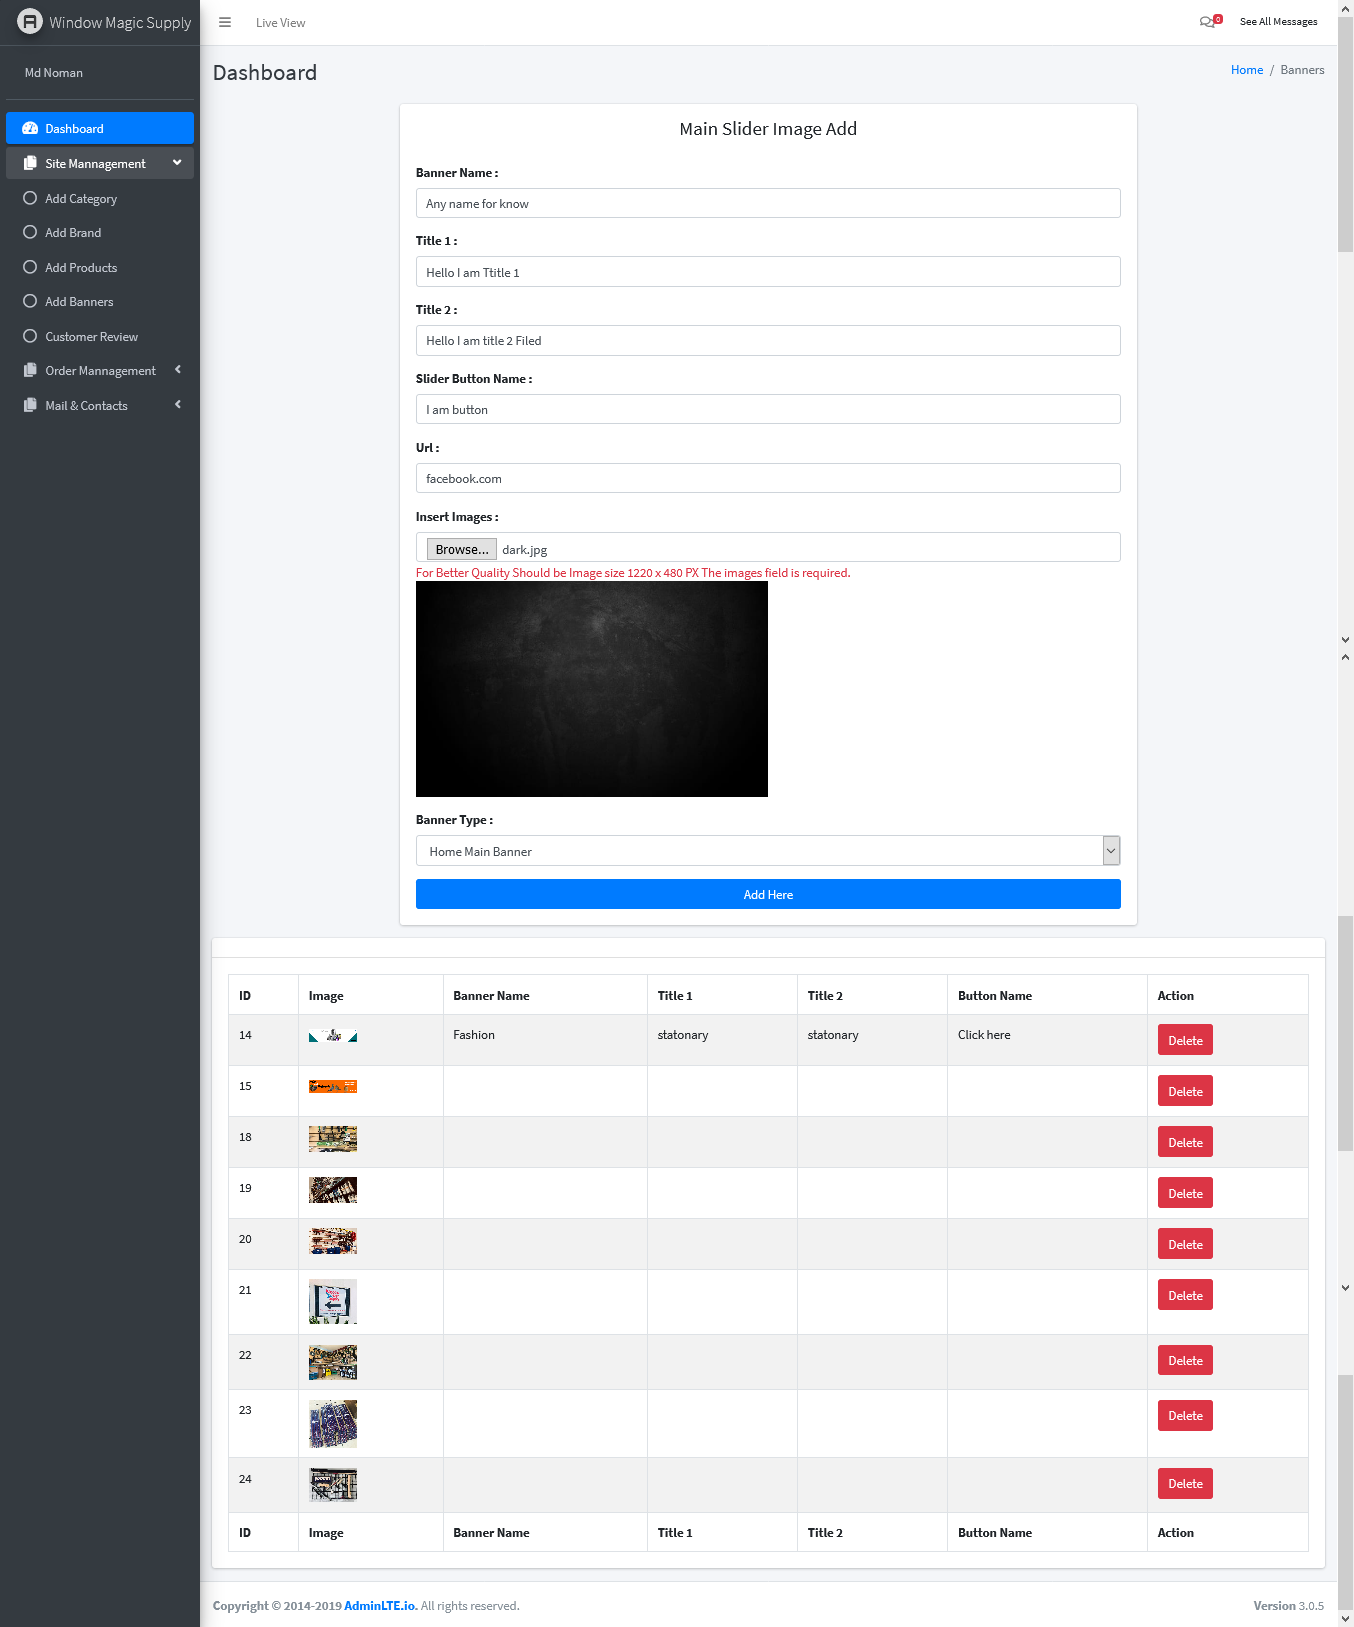 Window Magic Supply
Live View
0
See All Messages
Md Noman
Dashboard
Site Mannagement
Add Category
Add Brand
Add Products
Add Banners
Customer Review
Order Mannagement
Mail & Contacts
Dashboard
Home / Banners
Main Slider Image Add
Banner Name :
Any name for know
Title 1 :
Hello I am Ttitle 1
Title 2 :
Hello I am title 2 Filed
Slider Button Name :
I am button
Url :
facebook.com
Insert Images :
Browse... dark.jpg
For Better Quality Should be Image size 1220 x 480 PX The images field is required.
Banner Type :
Home Main Banner
Add Here
ID Image Banner Name Title 1 Title 2 Button Name Action
14 Fashion statonary statonary Click here Delete
15 Delete
18 Delete
19 Delete
20 Delete
21 Delete
22 Delete
23 Delete
24 Delete
ID Image Banner Name Title 1 Title 2 Button Name Action
Copyright © 2014-2019 AdminLTE.io. All rights reserved.
Version 3.0.5